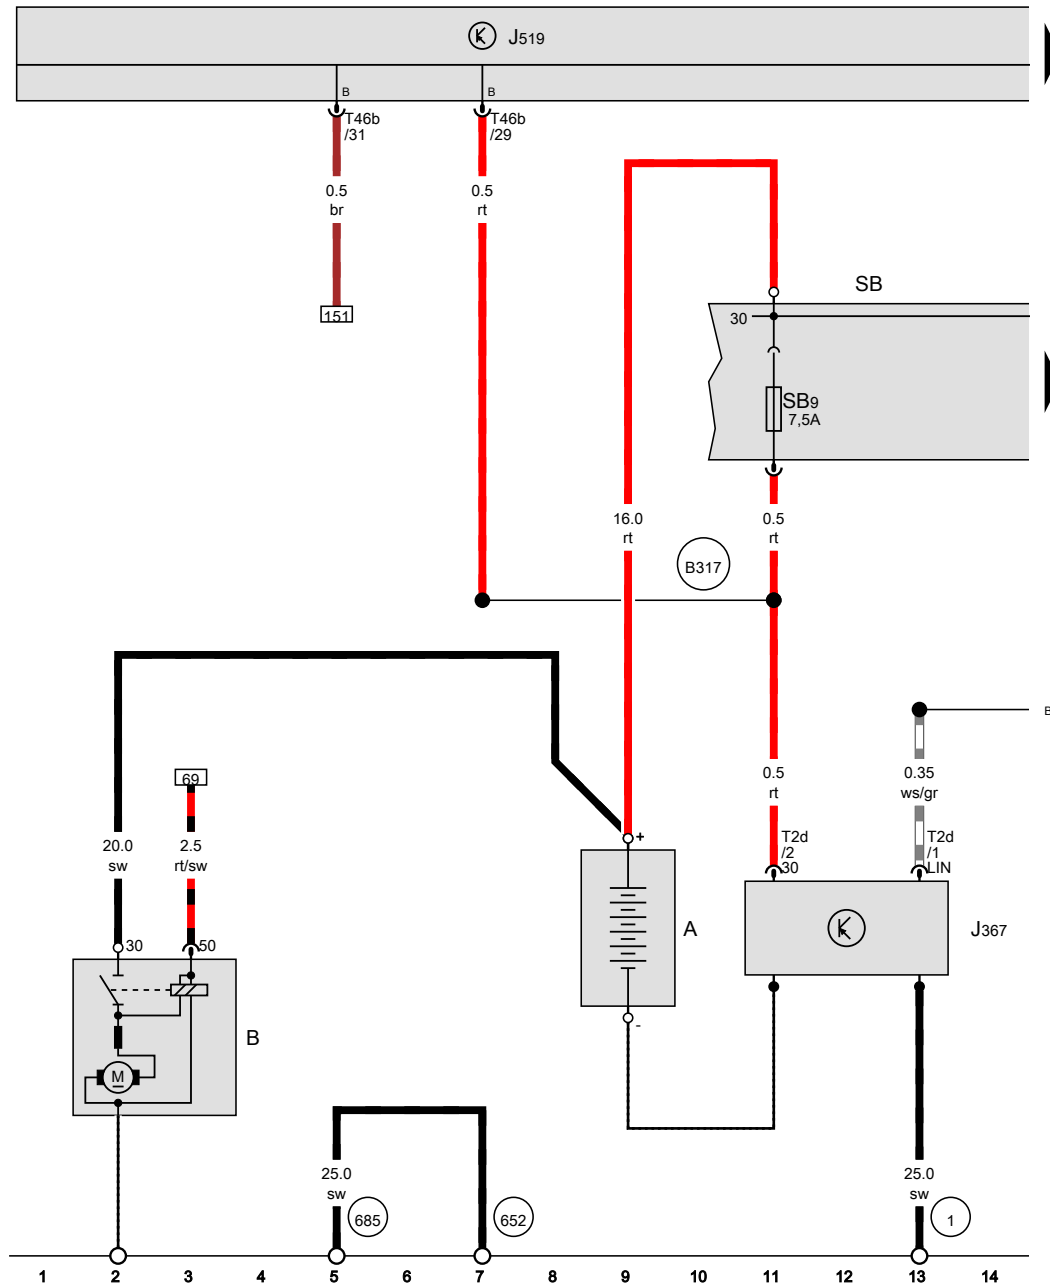 J519
B
B
T46b
/31
T46b
/29
0.5
br
0.5
rt
151
SB
30
SB9
7,5A
16.0
rt
0.5
rt
B317
B
69
0.5
rt
0.35
ws/gr
20.0
sw
2.5
rt/sw
T2d
/2
30
T2d
/1
LIN
+
A
J367
30
50
-
B
M
25.0
sw
685
652
25.0
sw
1
1 2 3 4 5 6 7 8 9 10 11 12 13 14